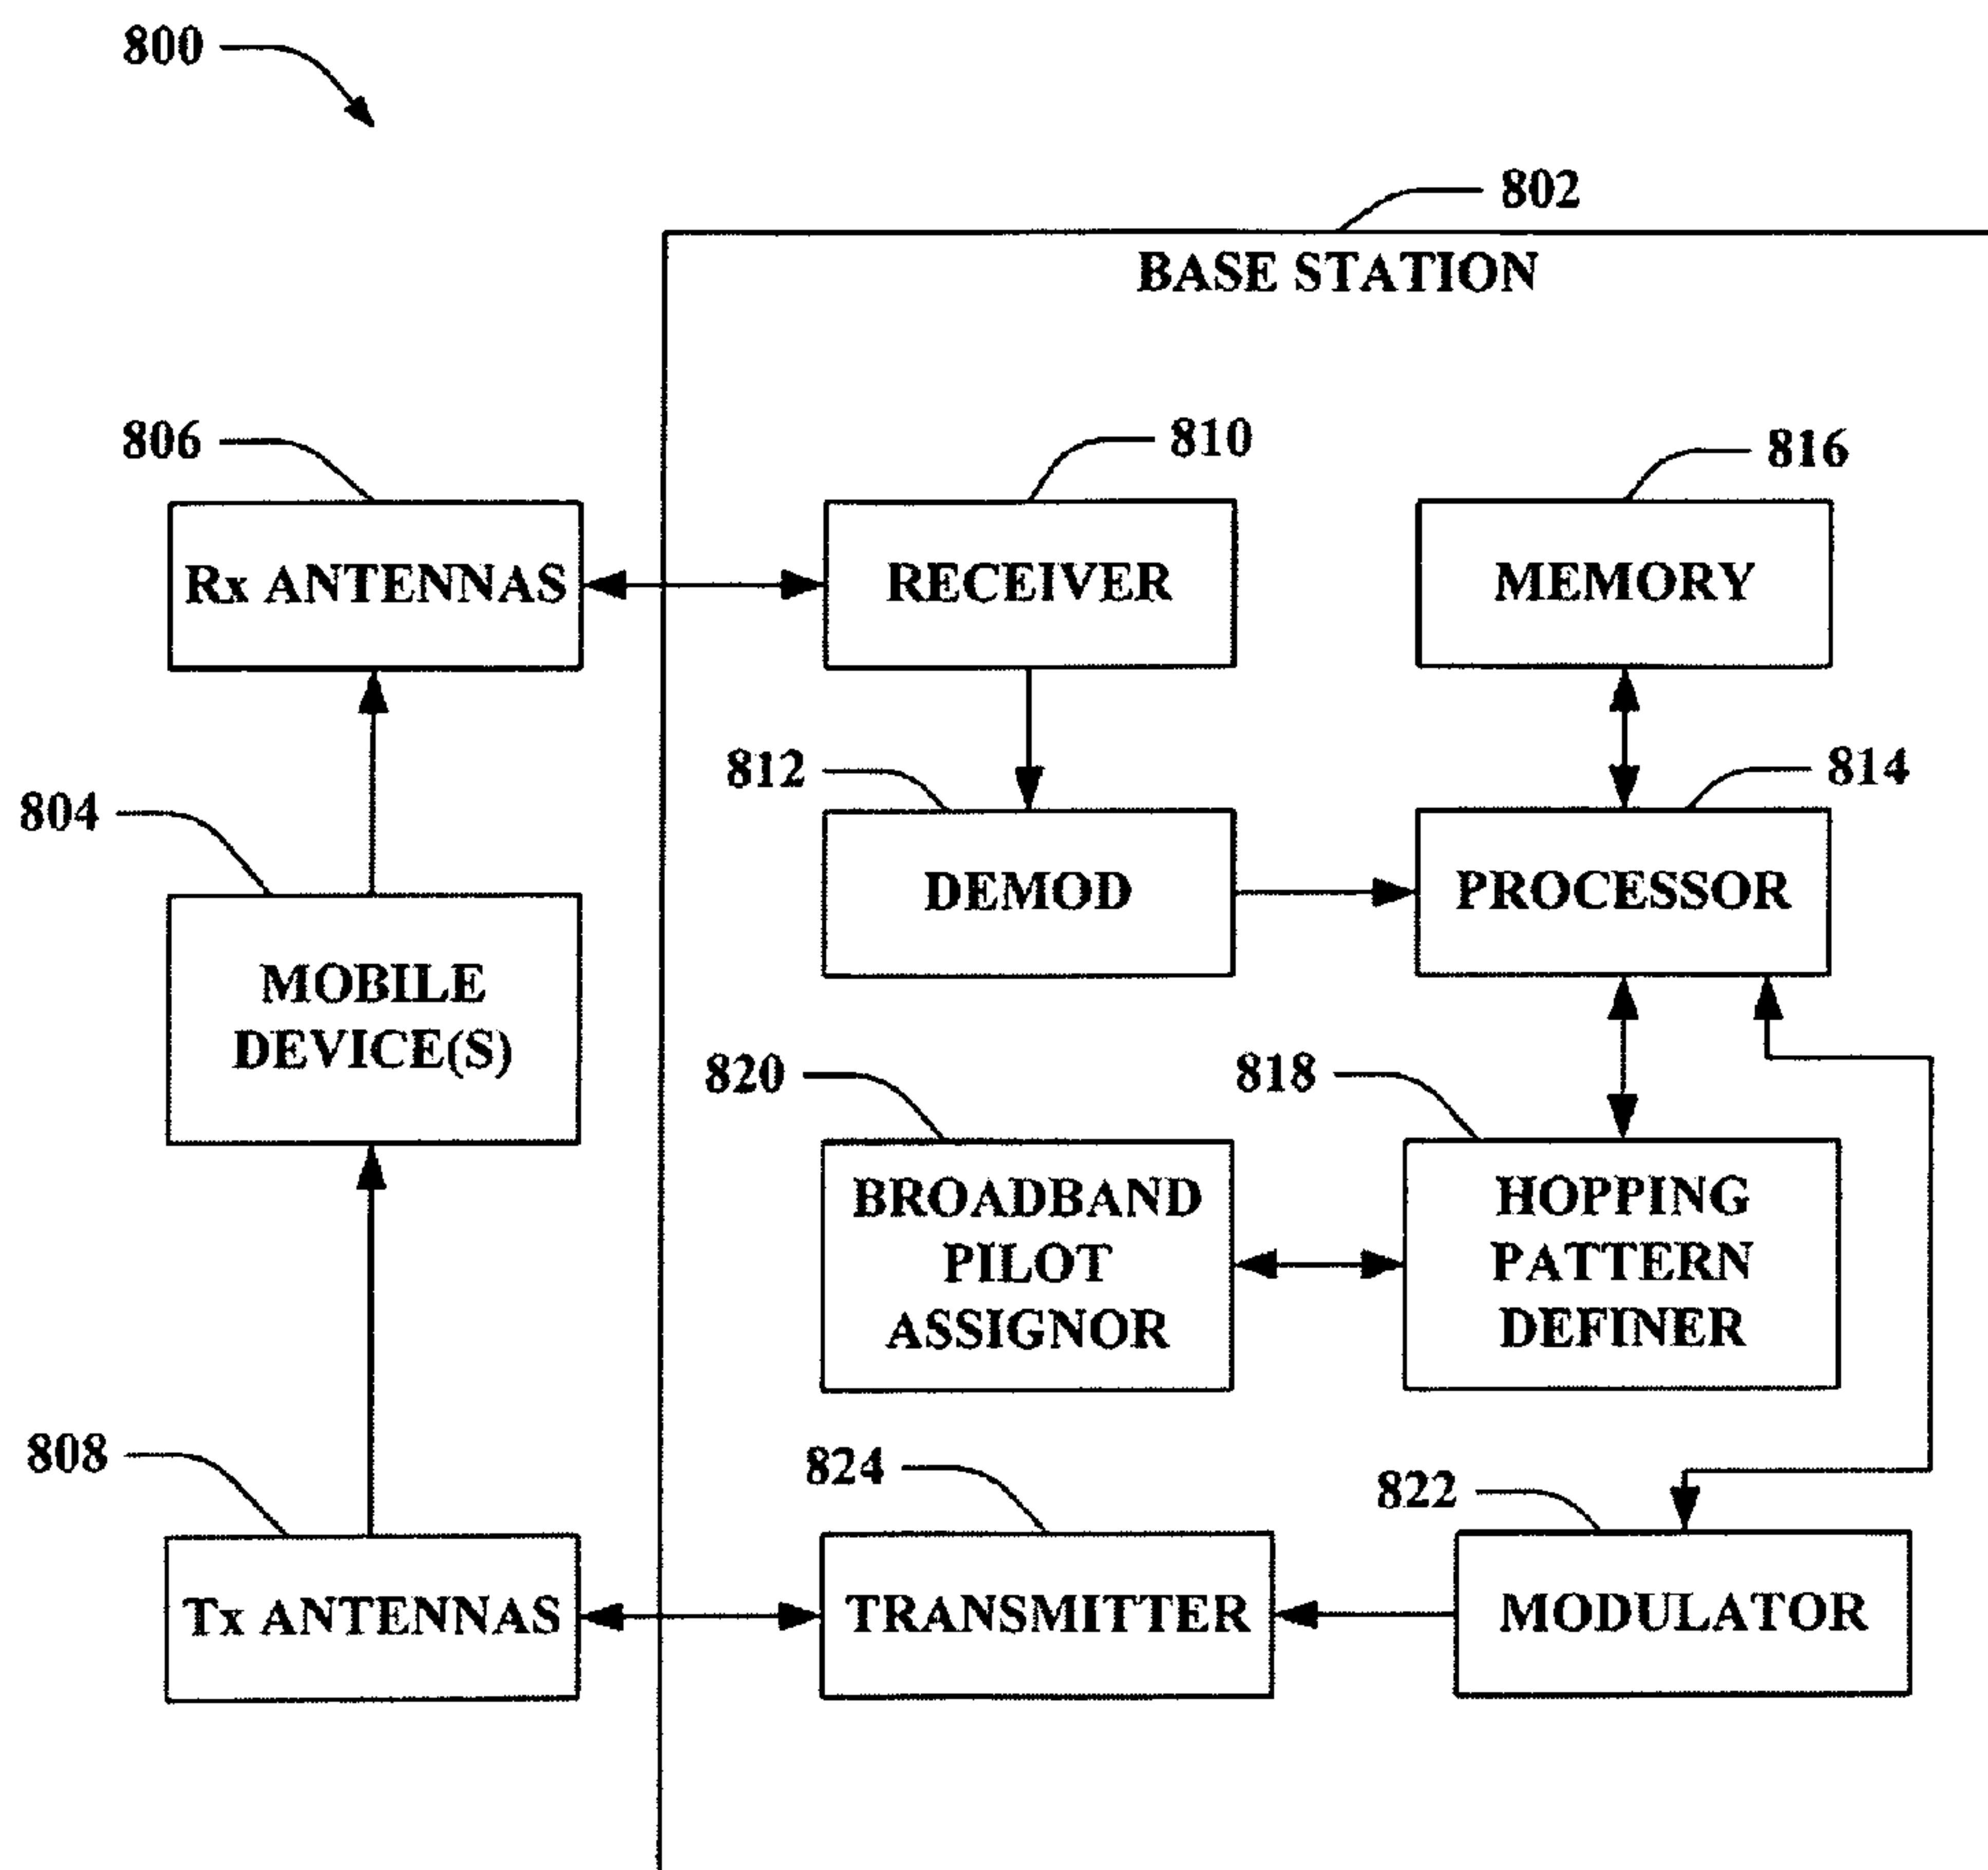 800
802
BASE STATION
806
810
816
Rx ANTENNAS
RECEIVER
MEMORY
812
814
804
DEMOD
PROCESSOR
MOBILE
DEVICE(S)
820
818
BROADBAND
PILOT
ASSIGNOR
HOPPING
PATTERN
DEFINER
808
824
822
Tx ANTENNAS
TRANSMITTER
MODULATOR